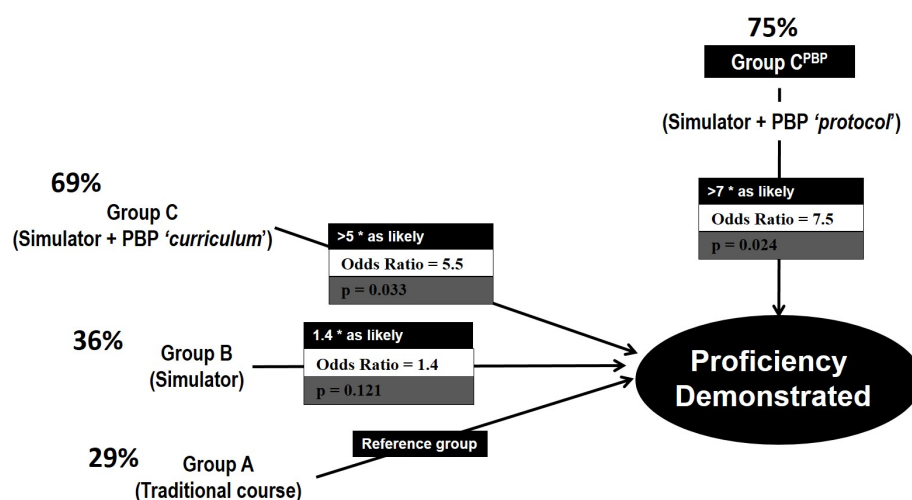 75%
Group C^PBP
(Simulator + PBP ‘protocol’)
>7 * as likely
Odds Ratio = 7.5
p = 0.024
69%
Group C
(Simulator + PBP ‘curriculum’)
>5 * as likely
Odds Ratio = 5.5
p = 0.033
36%
Group B
(Simulator)
1.4 * as likely
Odds Ratio = 1.4
p = 0.121
29%
Group A
(Traditional course)
Reference group
Proficiency
Demonstrated